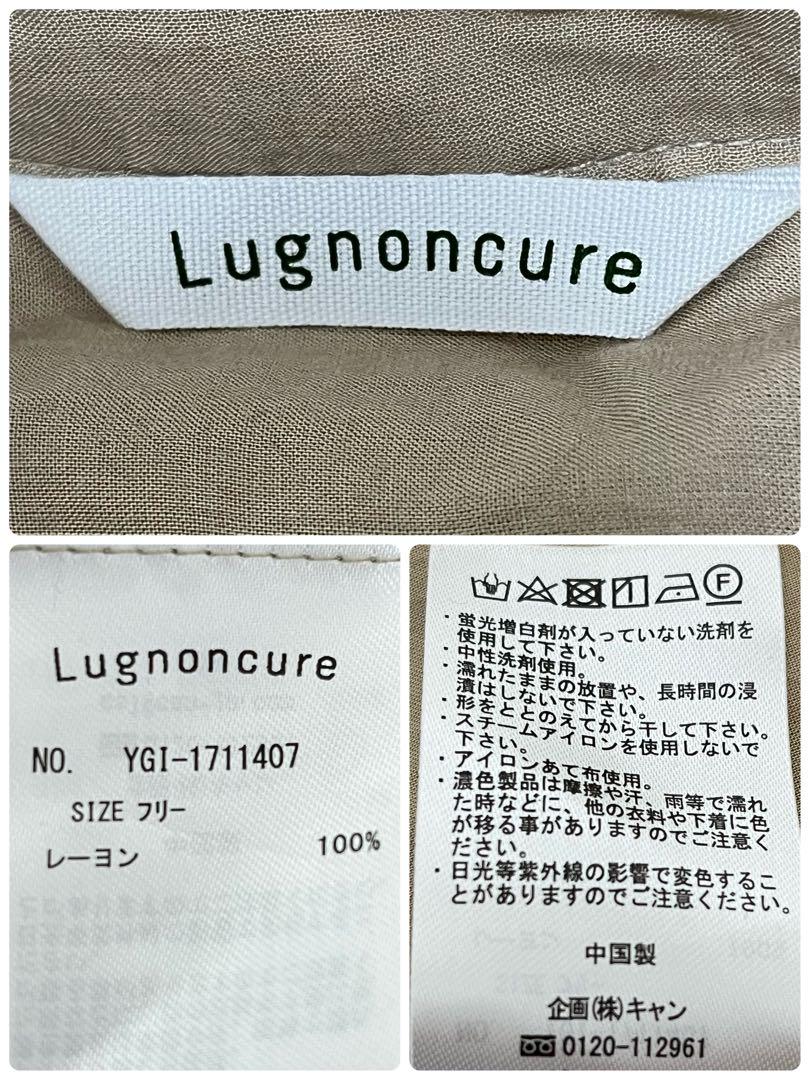 Lugnoncure
Lugnoncure
NO. YGI-1711407
SIZE フリー
レーヨン 100%
F
・蛍光増白剤が入っていない洗剤を
使用して下さい。
・中性洗剤使用。
・濡れたままの放置や、長時間の浸
漬はしないで下さい。
・形をととのえてから干して下さい。
・スチームアイロンを使用しないで
下さい。
・アイロンあて布使用。
・濃色製品は摩擦や汗、雨等で濡れ
た時などに、他の衣料や下着に色
が移る事がありますのでご注意く
ださい。
・日光等紫外線の影響で変色するこ
とがありますのでご注意ください。
中国製
企画(株)キャン
0120-112961